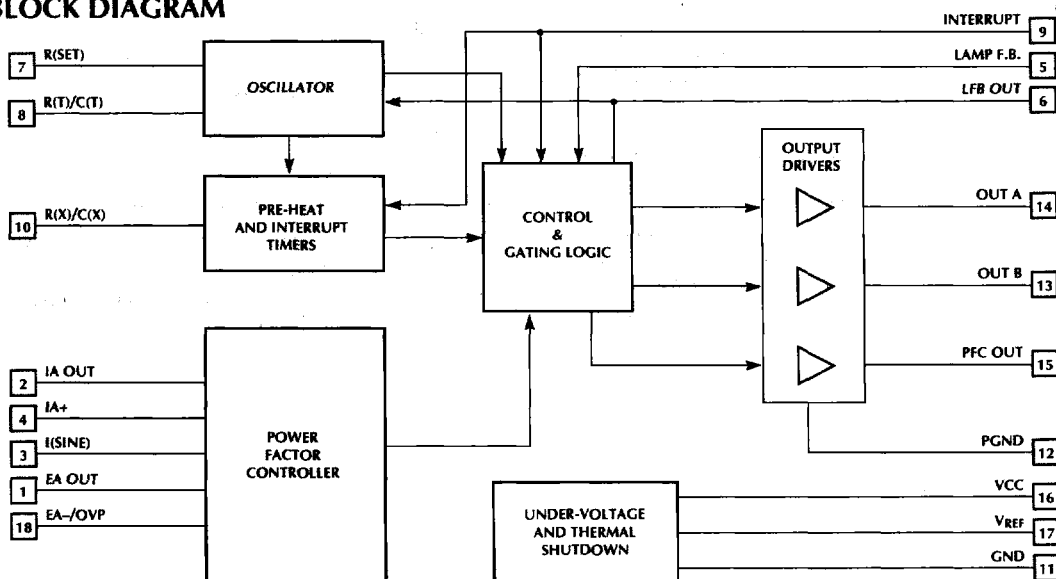 BLOCK DIAGRAM
7 R(SET)
8 R(T)/C(T)
10 R(X)/C(X)
OSCILLATOR
PRE-HEAT
AND INTERRUPT
TIMERS
INTERRUPT 9
LAMP F.B. 5
LFB OUT 6
CONTROL
&
GATING LOGIC
OUTPUT
DRIVERS
OUT A 14
OUT B 13
PFC OUT 15
PGND 12
2 IA OUT
4 IA+
3 I(SINE)
1 EA OUT
18 EA–/OVP
POWER
FACTOR
CONTROLLER
UNDER-VOLTAGE
AND THERMAL
SHUTDOWN
VCC 16
VREF 17
GND 11